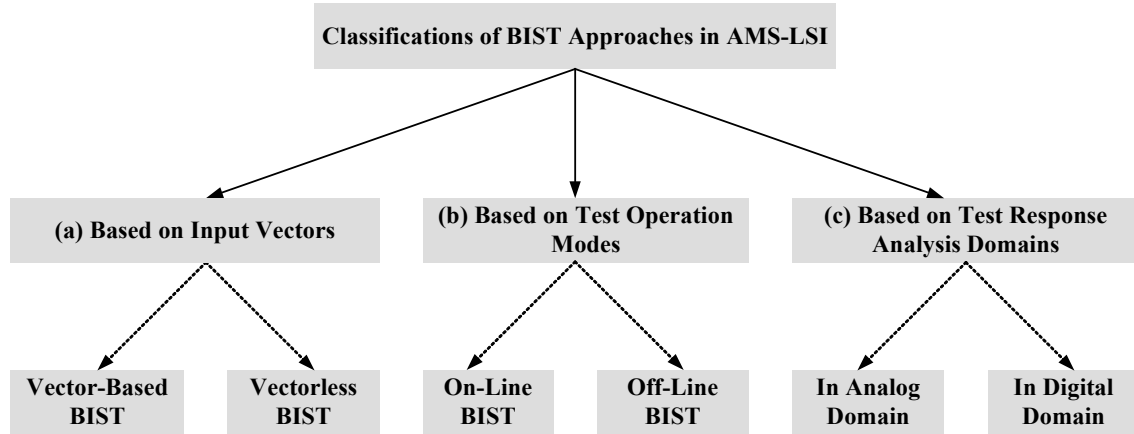 Classifications of BIST Approaches in AMS-LSI
(a) Based on Input Vectors
(b) Based on Test Operation
Modes
(c) Based on Test Response
Analysis Domains
Vector-Based
BIST
Vectorless
BIST
On-Line
BIST
Off-Line
BIST
In Analog
Domain
In Digital
Domain